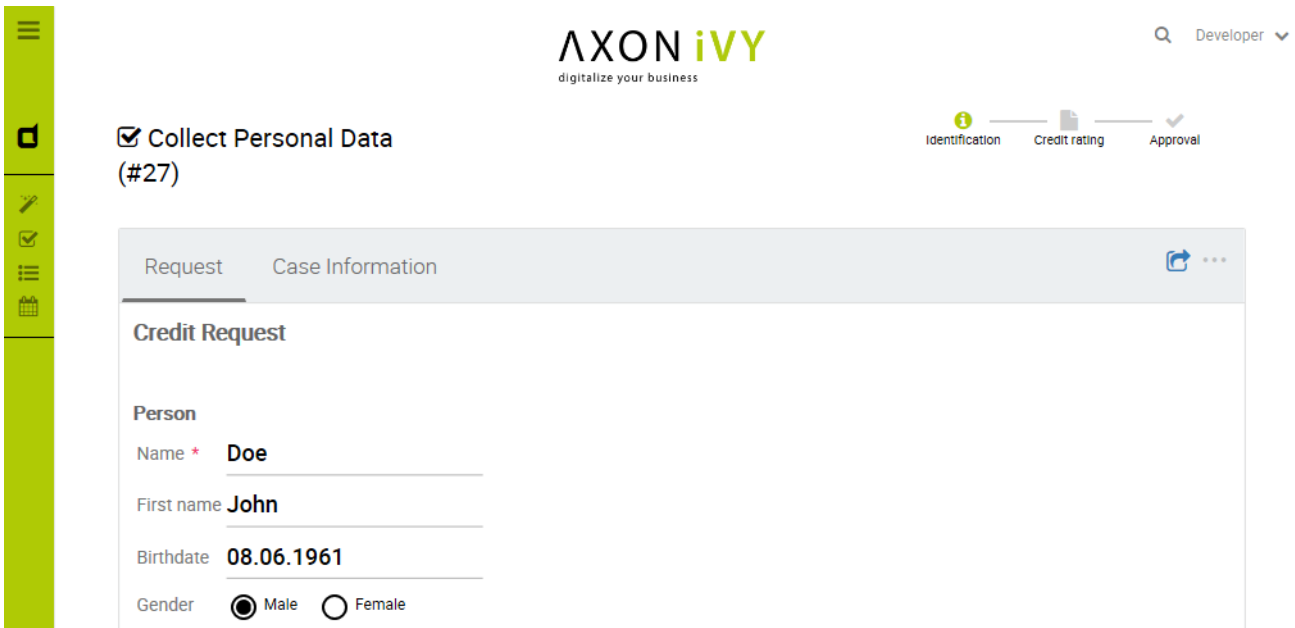 AXON iVY
digitalize your business
Developer
Collect Personal Data
(#27)
Identification Credit rating Approval
Request Case Information
Credit Request
Person
Name * Doe
First name John
Birthdate 08.06.1961
Gender Male Female